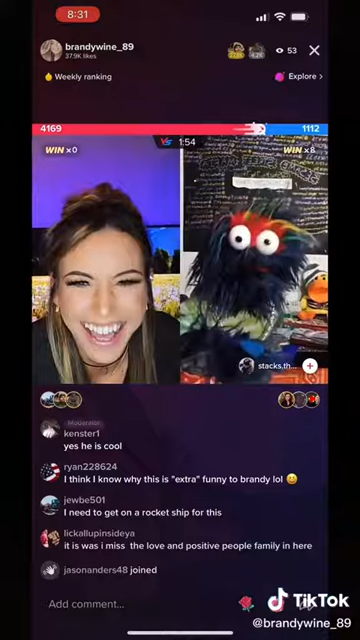 8:31
brandywine_89
37.9K likes
53
Weekly ranking
Explore >
4169
1112
WIN x0
VS 1:54
WIN x8
stacks.th...
Moderator
kenster1
yes he is cool
ryan228624
I think I know why this is "extra" funny to brandy lol 😀
jewbe501
I need to get on a rocket ship for this
lickallupinsideya
it is was i miss the love and positive people family in here
jasonanders48 joined
Add comment...
TikTok
@brandywine_89